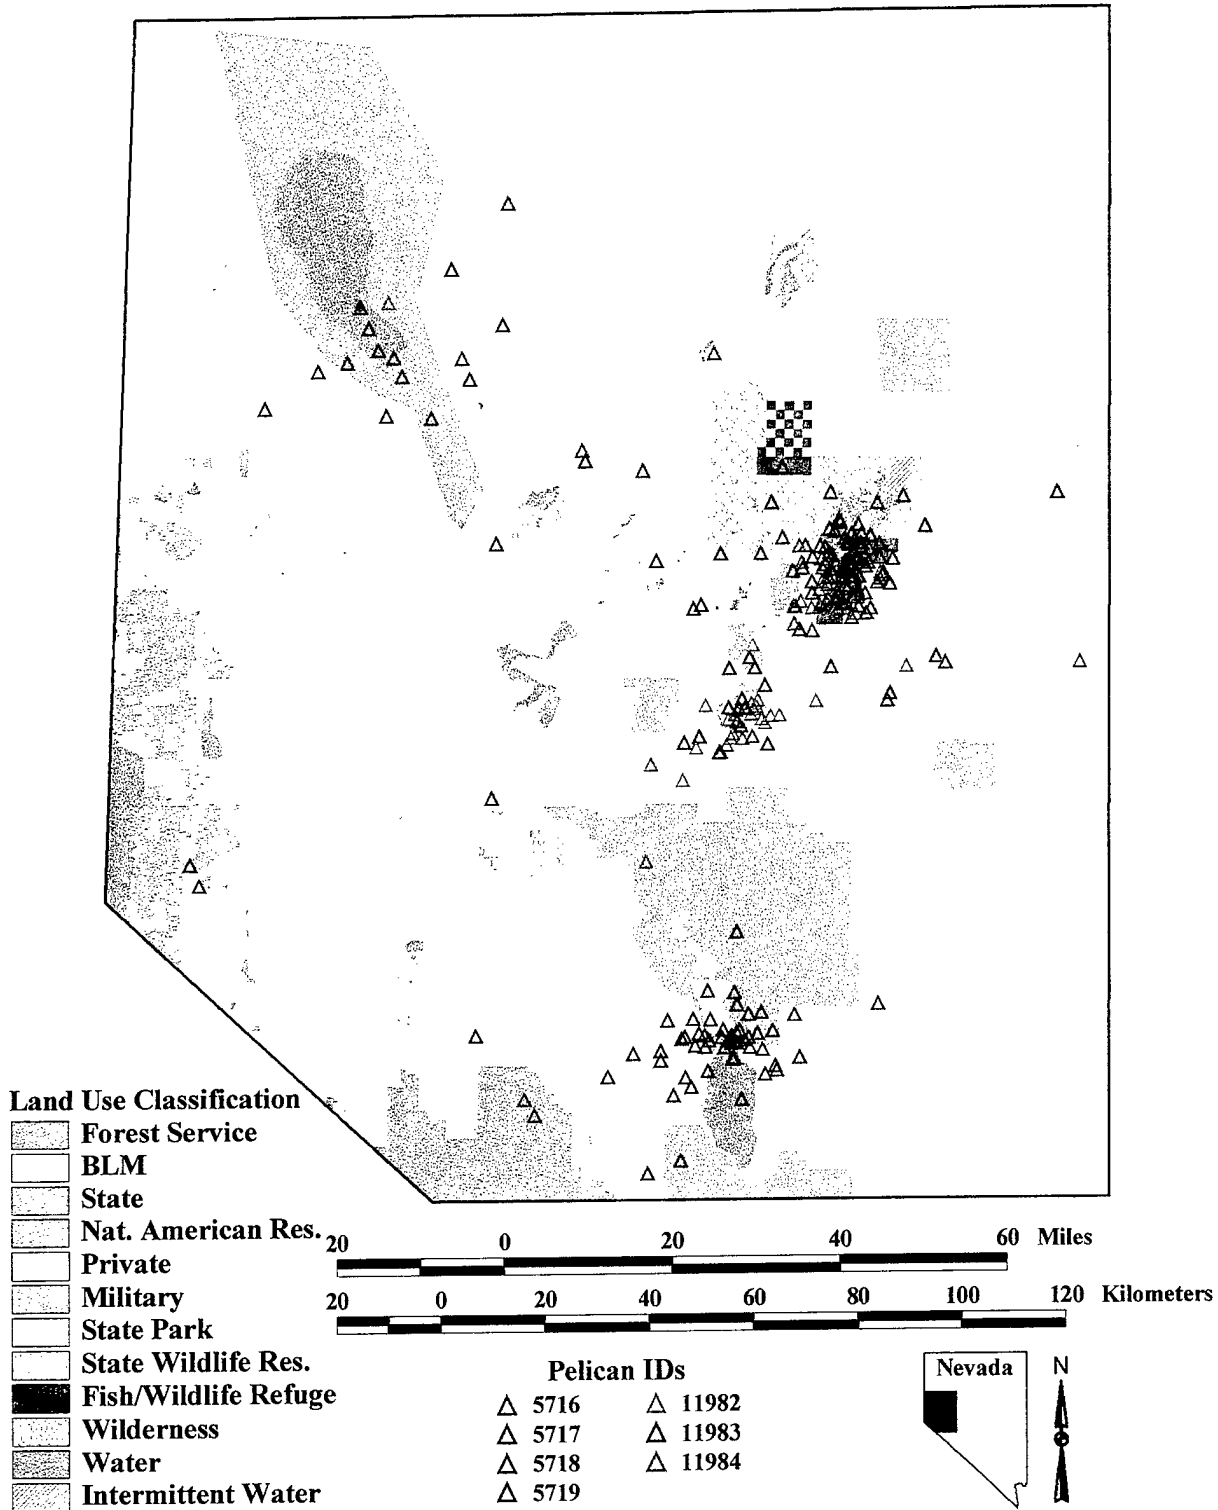 Land Use Classification
Forest Service
BLM
State
Nat. American Res.
Private
Military
State Park
State Wildlife Res.
Fish/Wildlife Refuge
Wilderness
Water
Intermittent Water
20 0 20 40 60 Miles
20 0 20 40 60 80 100 120 Kilometers
Pelican IDs
5716 11982
5717 11983
5718 11984
5719
Nevada
N